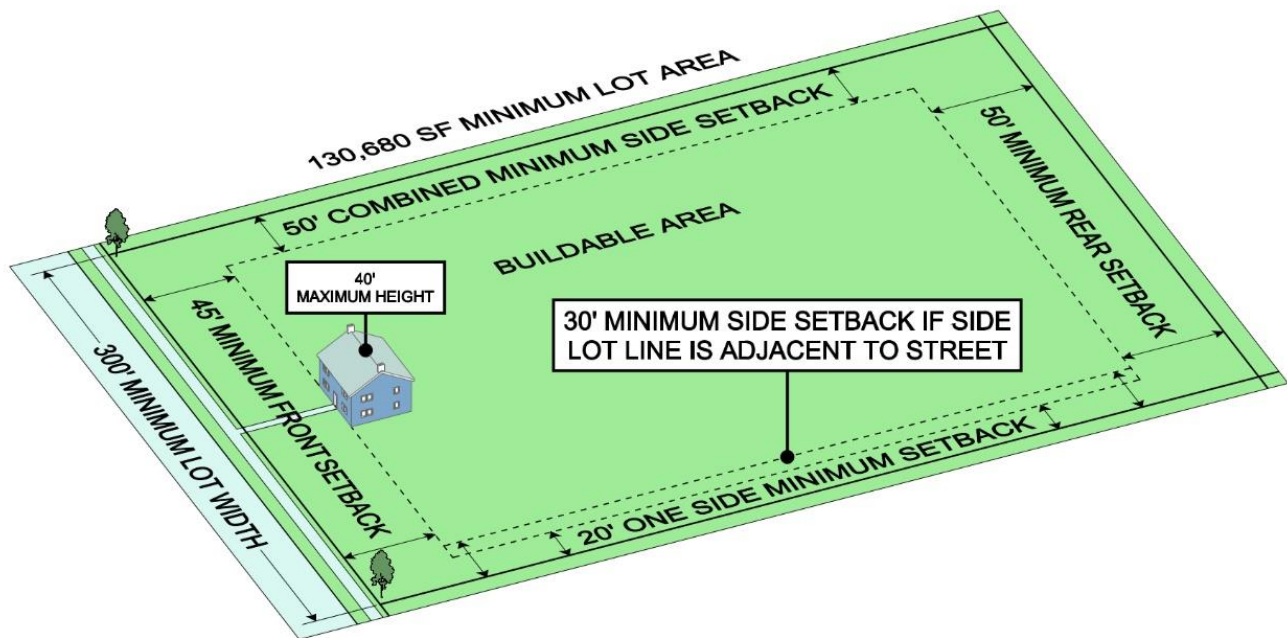 130,680 SF MINIMUM LOT AREA
50' COMBINED MINIMUM SIDE SETBACK
50' MINIMUM REAR SETBACK
BUILDABLE AREA
40'
MAXIMUM HEIGHT
45' MINIMUM FRONT SETBACK
300' MINIMUM LOT WIDTH
30' MINIMUM SIDE SETBACK IF SIDE
LOT LINE IS ADJACENT TO STREET
20' ONE SIDE MINIMUM SETBACK